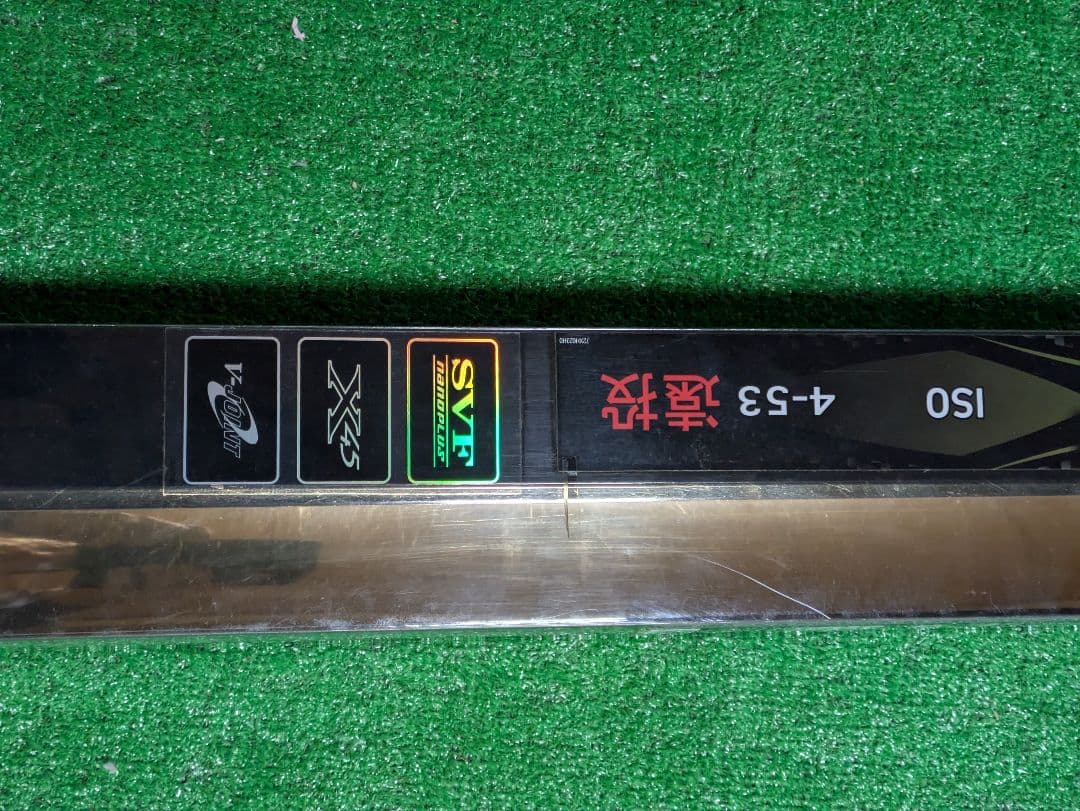 ISO
4-53
遠投
SVF
nanoplus
X45
V-JOINT